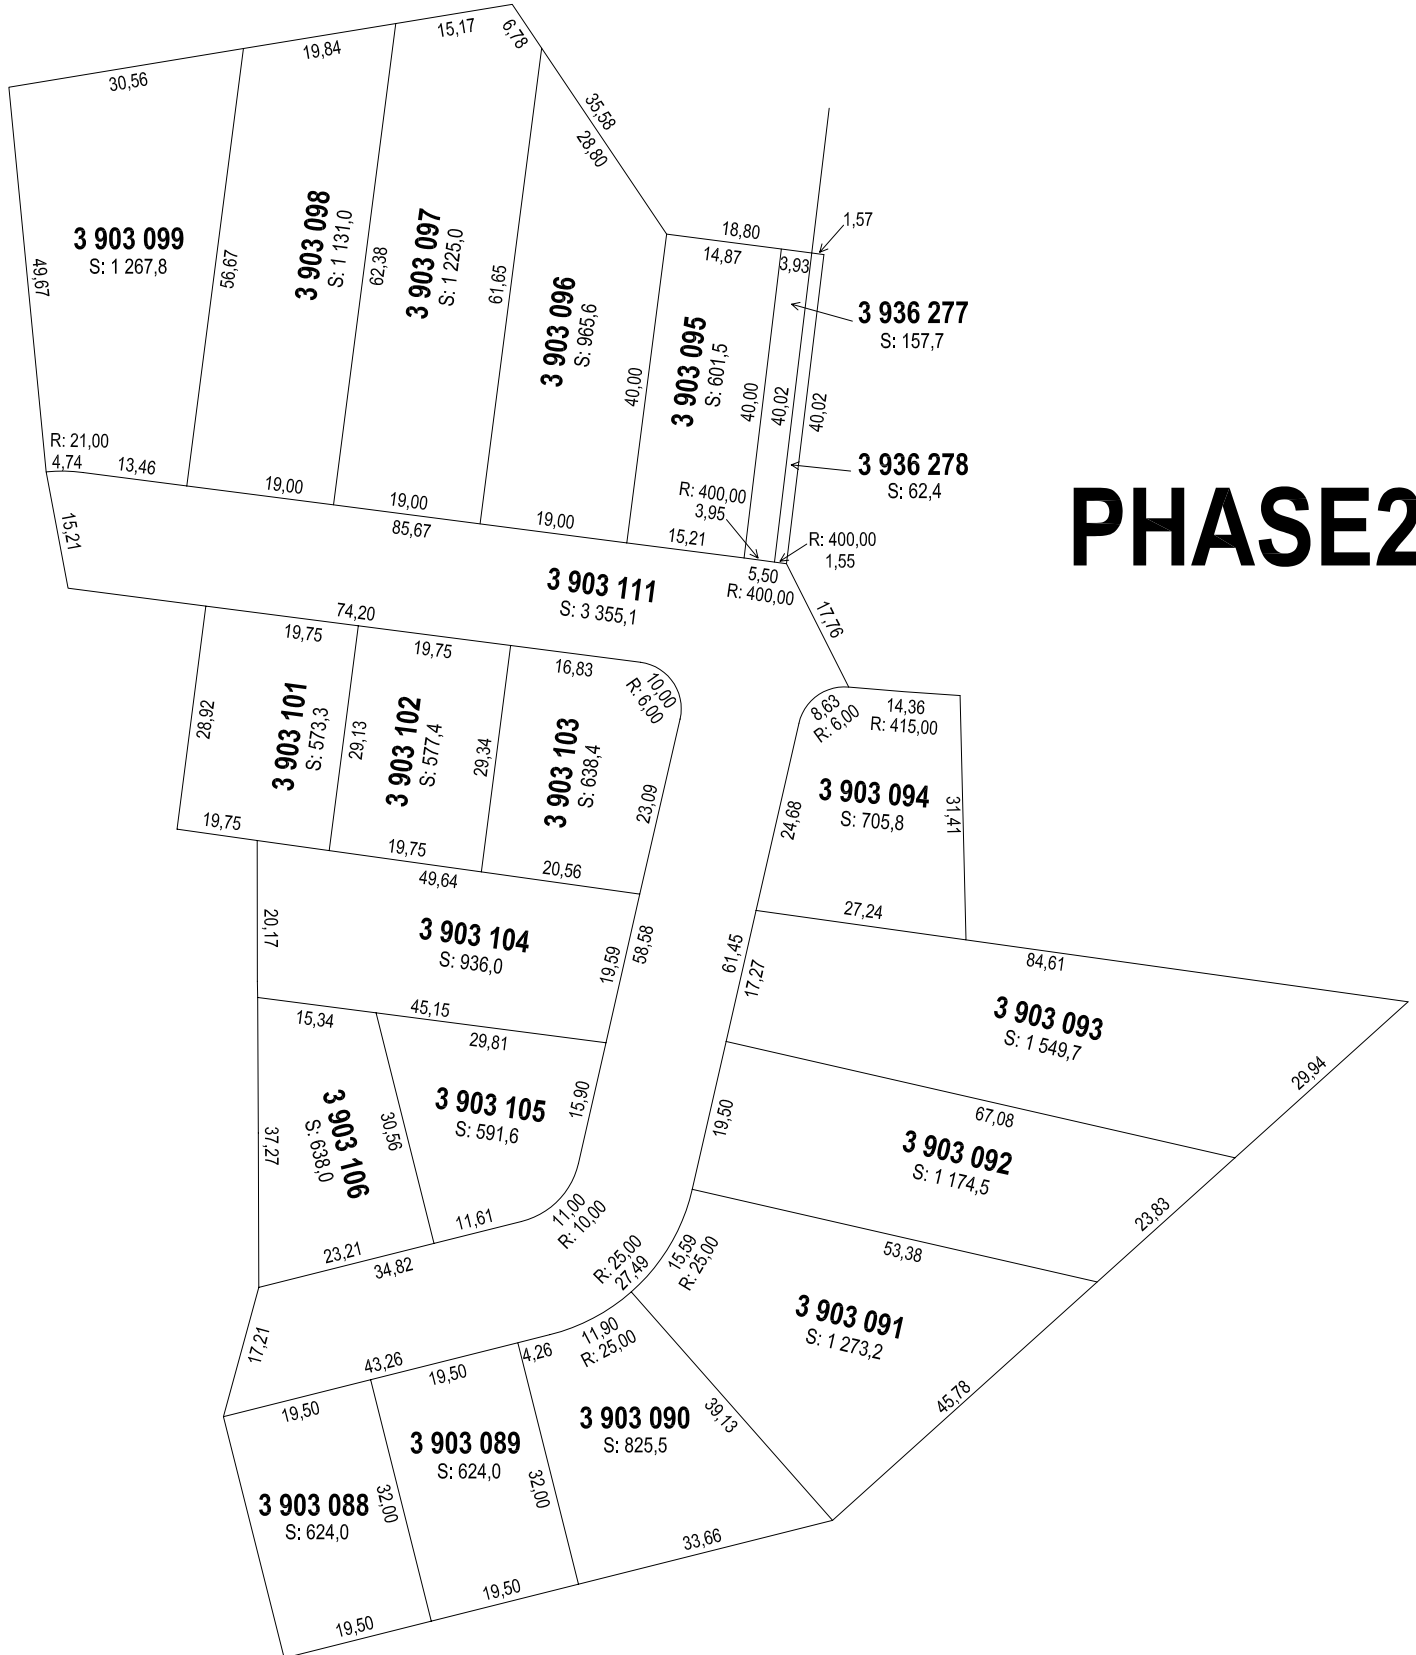 15,17
6,78
19,84
30,56
35,58
28,80
3 903 099
S: 1 267,8
49,67
56,67
3 903 098
S: 1 131,0
62,38
3 903 097
S: 1 225,0
61,65
3 903 096
S: 965,6
40,00
18,80
14,87
3,93
1,57
3 903 095
S: 601,5
40,00
40,02
40,02
3 936 277
S: 157,7
3 936 278
S: 62,4
PHASE2
R: 21,00
4,74
13,46
19,00
19,00
19,00
15,21
R: 400,00
3,95
R: 400,00
1,55
5,50
R: 400,00
15,21
85,67
3 903 111
S: 3 355,1
17,76
74,20
19,75
19,75
16,83
10,00
R: 6,00
28,92
3 903 101
S: 573,3
29,13
3 903 102
S: 577,4
29,34
3 903 103
S: 638,4
23,09
8,63
R: 6,00
14,36
R: 415,00
24,68
3 903 094
S: 705,8
31,41
19,75
19,75
20,56
49,64
27,24
84,61
20,17
3 903 104
S: 936,0
19,59
58,58
61,45
17,27
3 903 093
S: 1 549,7
29,94
15,34
45,15
29,81
37,27
3 903 106
S: 638,0
30,56
3 903 105
S: 591,6
15,90
19,50
67,08
3 903 092
S: 1 174,5
23,83
11,61
11,00
R: 10,00
23,21
34,82
R: 25,00
27,49
15,59
R: 25,00
53,38
3 903 091
S: 1 273,2
45,78
17,21
43,26
4,26
11,90
R: 25,00
19,50
19,50
39,13
3 903 090
S: 825,5
3 903 089
S: 624,0
32,00
3 903 088
S: 624,0
32,00
33,66
19,50
19,50